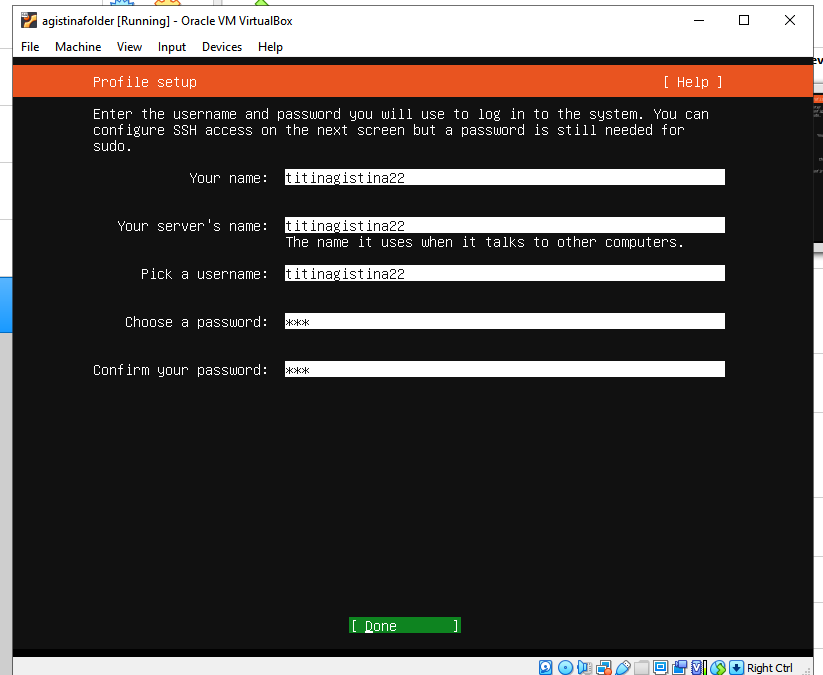 agistinafolder [Running] - Oracle VM VirtualBox
File Machine View Input Devices Help
Profile setup [ Help ]
Enter the username and password you will use to log in to the system. You can
configure SSH access on the next screen but a password is still needed for
sudo.
Your name: titinagistina22
Your server's name: titinagistina22
The name it uses when it talks to other computers.
Pick a username: titinagistina22
Choose a password: ***
Confirm your password: ***
[ Done ]
Right Ctrl